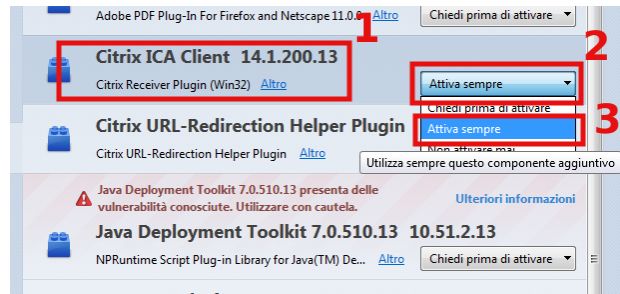 Adobe PDF Plug-In For Firefox and Netscape 11.0.0 Altro Chiedi prima di attivare
1
Citrix ICA Client 14.1.200.13
2
Citrix Receiver Plugin (Win32) Altro Attiva sempre
Chiedi prima di attivare
Citrix URL-Redirection Helper Plugin Attiva sempre
3
Citrix URL-Redirection Helper Plugin Altro Non attivare mai
Utilizza sempre questo componente aggiuntivo
Java Deployment Toolkit 7.0.510.13 presenta delle
vulnerabilità conosciute. Utilizzare con cautela. Ulteriori informazioni
Java Deployment Toolkit 7.0.510.13 10.51.2.13
NPRuntime Script Plug-in Library for Java(TM) De... Altro Chiedi prima di attivare